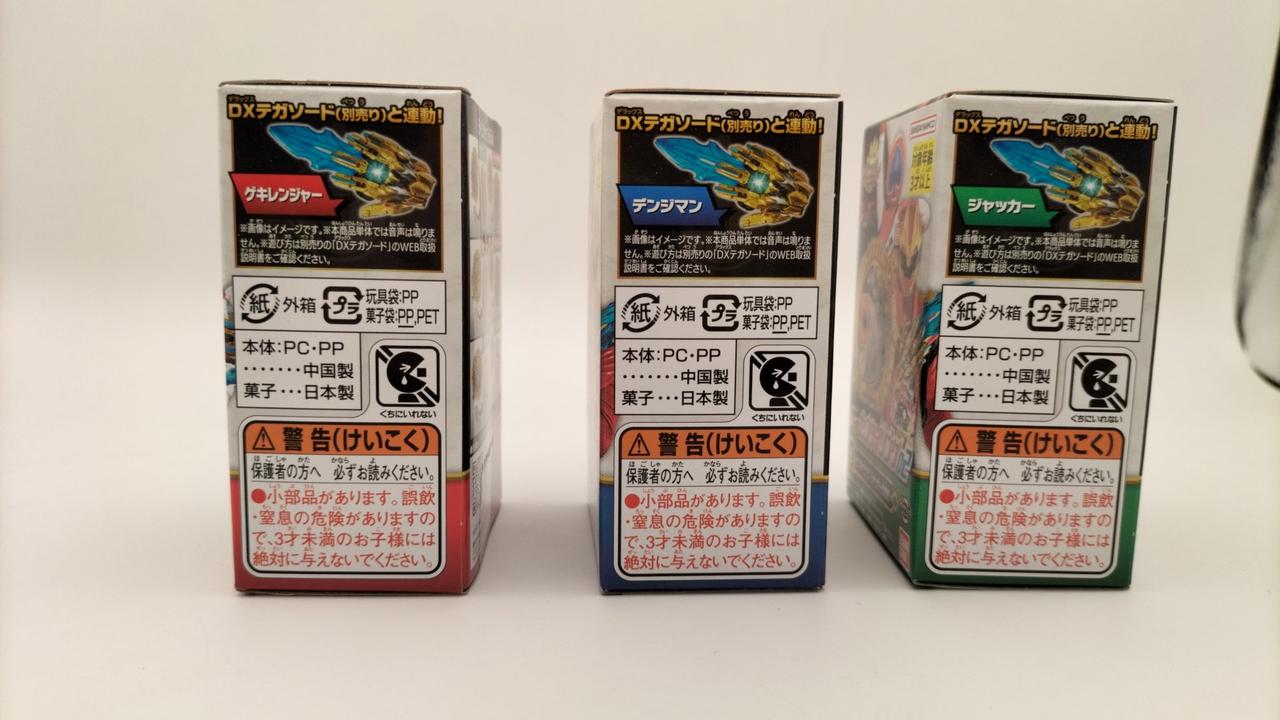 DXテガソード(別売り)と連動!
ゲキレンジャー
※画像はイメージです。※本商品単体では音声は鳴りま
せん。※遊び方は別売りの「DXテガソード」のWEB取扱
説明書をご確認ください。
紙 外箱 プラ 玩具袋:PP
菓子袋:PP,PET
本体:PC・PP
・・・・・・・中国製
菓子・・・日本製
くちにいれない
警告(けいこく)
保護者の方へ 必ずお読みください。
●小部品があります。誤飲
・窒息の危険がありますの
で、3才未満のお子様には
絶対に与えないでください。
DXテガソード(別売り)と連動!
デンジマン
※画像はイメージです。※本商品単体では音声は鳴りま
せん。※遊び方は別売りの「DXテガソード」のWEB取扱
説明書をご確認ください。
紙 外箱 プラ 玩具袋:PP
菓子袋:PP,PET
本体:PC・PP
・・・・・・・中国製
菓子・・・日本製
くちにいれない
警告(けいこく)
保護者の方へ 必ずお読みください。
●小部品があります。誤飲
・窒息の危険がありますの
で、3才未満のお子様には
絶対に与えないでください。
BANDAI NAMCO
対象年齢
3才以上
DXテガソード(別売り)と連動!
ジャッカー
※画像はイメージです。※本商品単体では音声は鳴りま
せん。※遊び方は別売りの「DXテガソード」のWEB取扱
説明書をご確認ください。
紙 外箱 プラ 玩具袋:PP
菓子袋:PP,PET
本体:PC・PP
・・・・・・・中国製
菓子・・・日本製
くちにいれない
警告(けいこく)
保護者の方へ 必ずお読みください。
●小部品があります。誤飲
・窒息の危険がありますの
で、3才未満のお子様には
絶対に与えないでください。